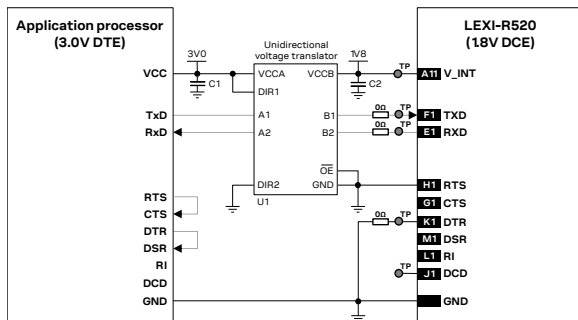 Application processor
(3.0V DTE)
LEXI-R520
(1.8V DCE)
Unidirectional
voltage translator
3V0
1V8
VCC
C1
VCCA
DIR1
VCCB
C2
TP
A11
V_INT
TxD
A1
B1
0Ω
TP
F1
TXD
RxD
A2
B2
0Ω
TP
E1
RXD
OE
RTS
DIR2
GND
H1
RTS
CTS
U1
G1
CTS
DTR
0Ω
TP
K1
DTR
DSR
M1
DSR
RI
L1
RI
DCD
TP
J1
DCD
GND
GND